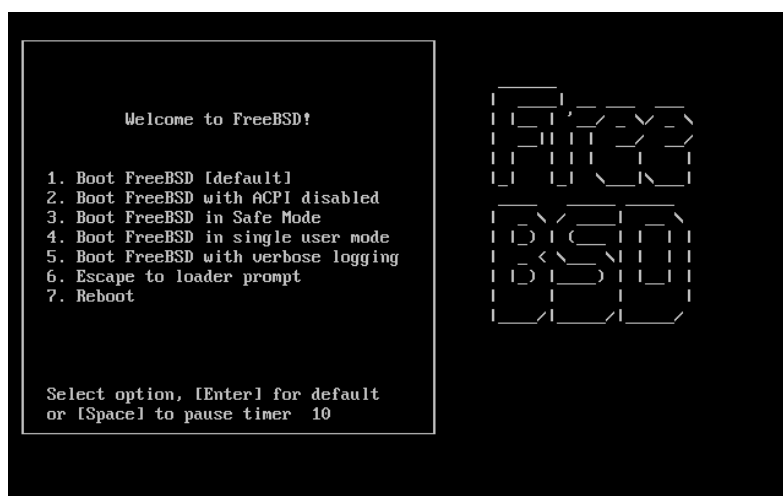 Welcome to FreeBSD!
1. Boot FreeBSD [default]
2. Boot FreeBSD with ACPI disabled
3. Boot FreeBSD in Safe Mode
4. Boot FreeBSD in single user mode
5. Boot FreeBSD with verbose logging
6. Escape to loader prompt
7. Reboot
Select option, [Enter] for default
or [Space] to pause timer 10
Free
BSD